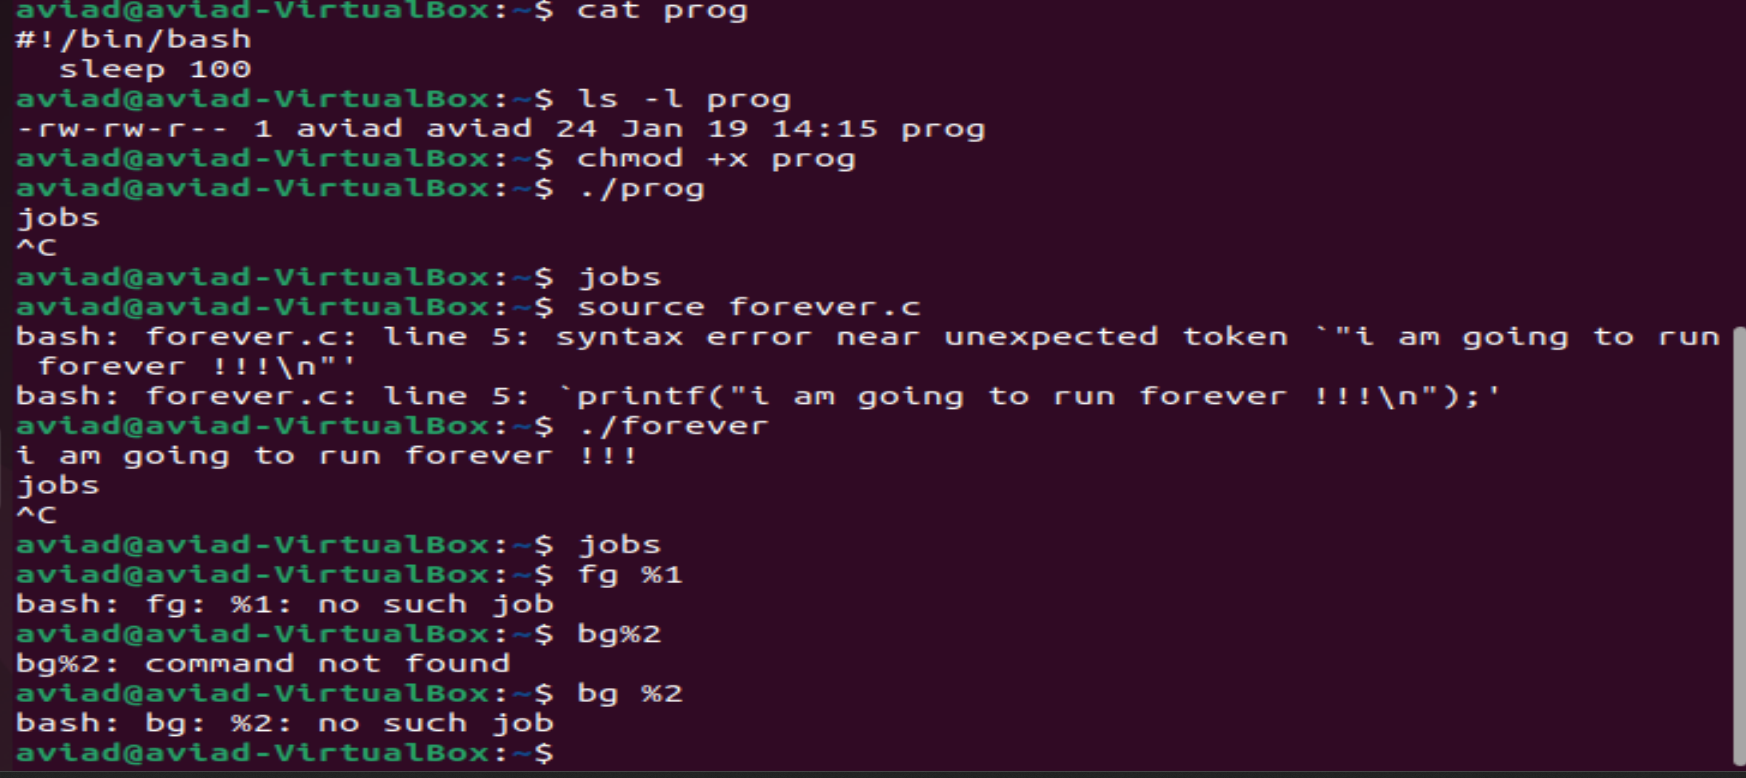 aviad@aviad-VirtualBox:~$ cat prog
#!/bin/bash
  sleep 100
aviad@aviad-VirtualBox:~$ ls -l prog
-rw-rw-r-- 1 aviad aviad 24 Jan 19 14:15 prog
aviad@aviad-VirtualBox:~$ chmod +x prog
aviad@aviad-VirtualBox:~$ ./prog
jobs
^C
aviad@aviad-VirtualBox:~$ jobs
aviad@aviad-VirtualBox:~$ source forever.c
bash: forever.c: line 5: syntax error near unexpected token `"i am going to run
 forever !!!\n"'
bash: forever.c: line 5: `printf("i am going to run forever !!!\n");'
aviad@aviad-VirtualBox:~$ ./forever
i am going to run forever !!!
jobs
^C
aviad@aviad-VirtualBox:~$ jobs
aviad@aviad-VirtualBox:~$ fg %1
bash: fg: %1: no such job
aviad@aviad-VirtualBox:~$ bg%2
bg%2: command not found
aviad@aviad-VirtualBox:~$ bg %2
bash: bg: %2: no such job
aviad@aviad-VirtualBox:~$